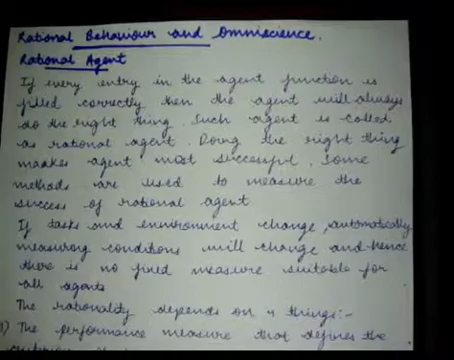 Rational Behaviour and Omniscience.
Rational Agent
If every entry in the agent function is
filled correctly then the agent will always
do the right thing. Such agent is called
as rational agent. Doing the right thing
maakes agent most successful. Some
methods are used to measure the
success of rational agent
If tasks and environment change, automatically
measuring conditions will change and hence
there is no fixed measure suitable for
all agents
The rationality depends on 4 things:-
1) The performance measure that defines the